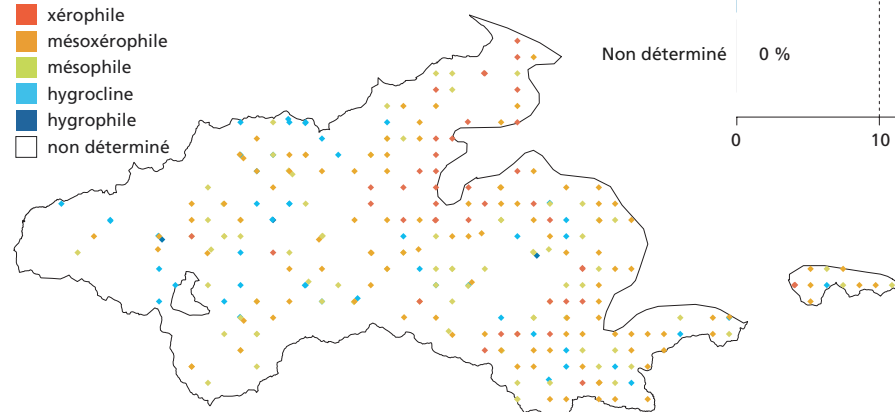 xérophile
mésoxérophile
mésophile
hygrocline
hygrophile
non déterminé
Non déterminé 0 %
0 10